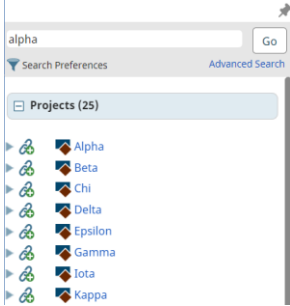 alpha
Go
Search Preferences
Advanced Search
Projects (25)
Alpha
Beta
Chi
Delta
Epsilon
Gamma
Iota
Kappa